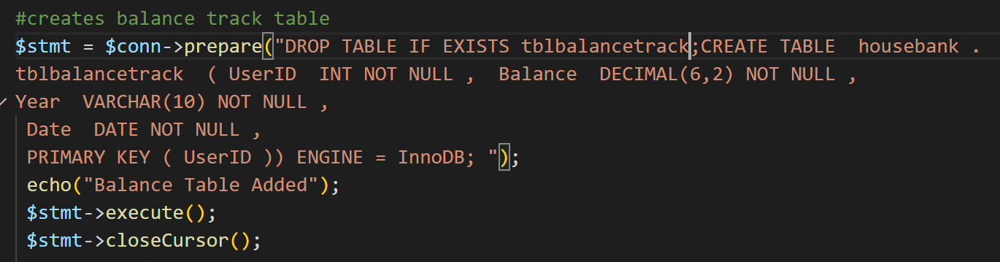 #creates balance track table
$stmt = $conn->prepare("DROP TABLE IF EXISTS tblbalancetrack;CREATE TABLE  housebank .
tblbalancetrack  ( UserID  INT NOT NULL ,  Balance  DECIMAL(6,2) NOT NULL ,
Year  VARCHAR(10) NOT NULL ,
Date  DATE NOT NULL ,
PRIMARY KEY ( UserID )) ENGINE = InnoDB; ");
echo("Balance Table Added");
$stmt->execute();
$stmt->closeCursor();